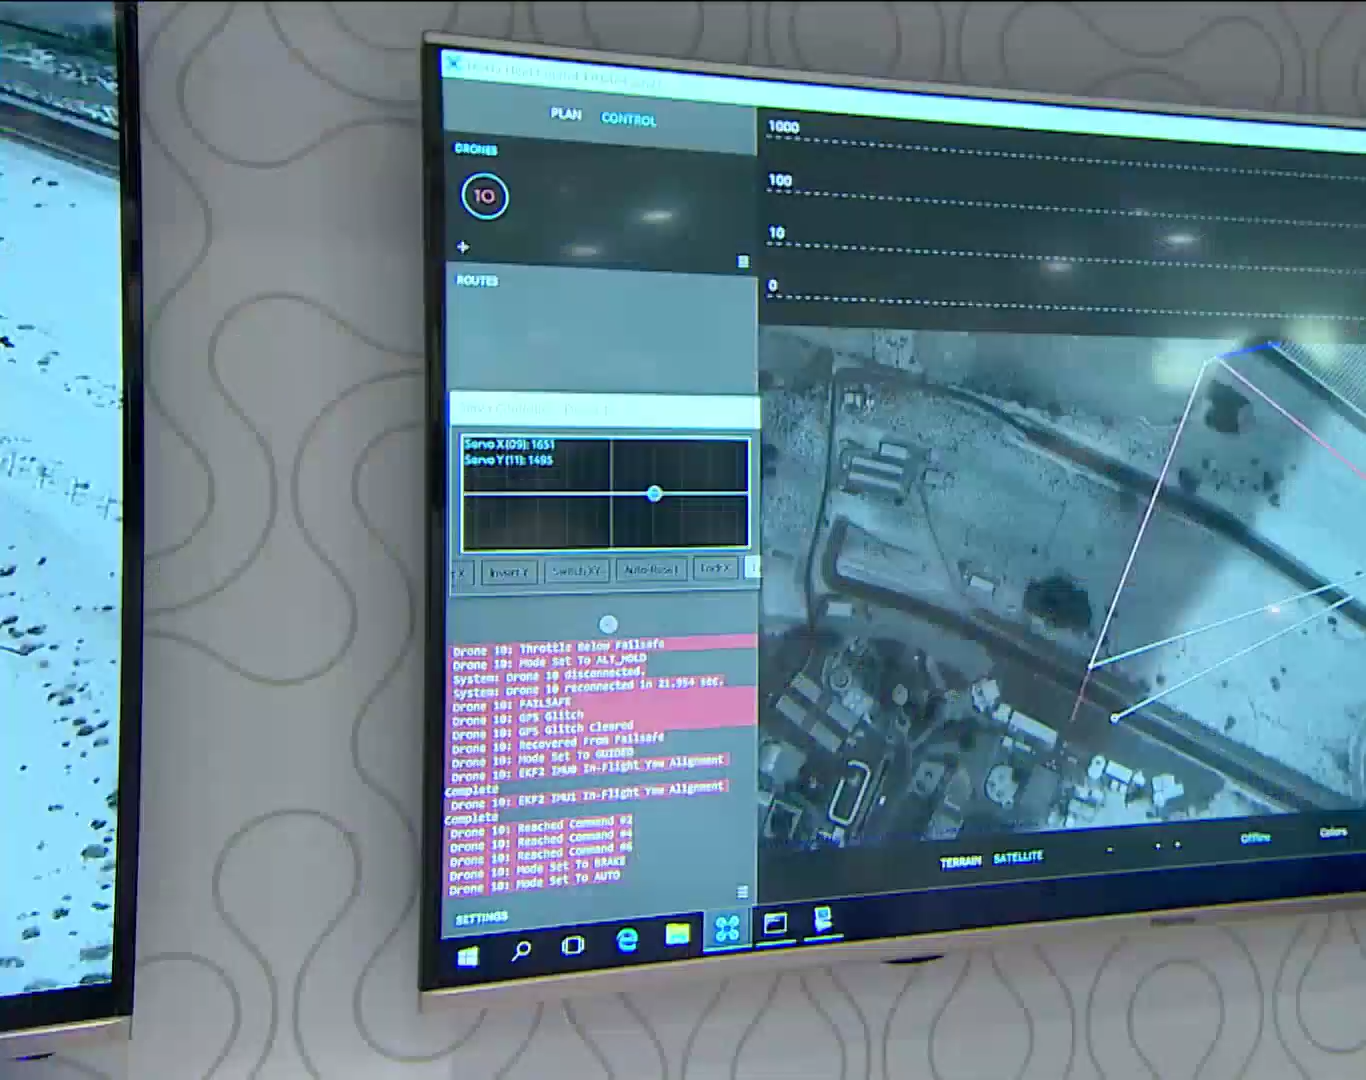 PLAN CONTROL
DRONES
10
+
ROUTES
1000
100
10
0
Servo X (09): 1651
Servo Y (11): 1495
Invert Y
Switch XY
Auto-Reset
Lock X
Drone 10: Throttle Below Failsafe
Drone 10: Mode Set To ALT_HOLD
System: Drone 10 disconnected.
System: Drone 10 reconnected in 21.954 sec.
Drone 10: FAILSAFE
Drone 10: GPS Glitch
Drone 10: GPS Glitch Cleared
Drone 10: Recovered From Failsafe
Drone 10: Mode Set To GUIDED
Drone 10: EKF2 IMU0 In-Flight Yaw Alignment
Complete
Drone 10: EKF2 IMU1 In-Flight Yaw Alignment
Complete
Drone 10: Reached Command #2
Drone 10: Reached Command #4
Drone 10: Reached Command #6
Drone 10: Mode Set To BRAKE
Drone 10: Mode Set To AUTO
SETTINGS
TERRAIN SATELLITE
Offline
Colors